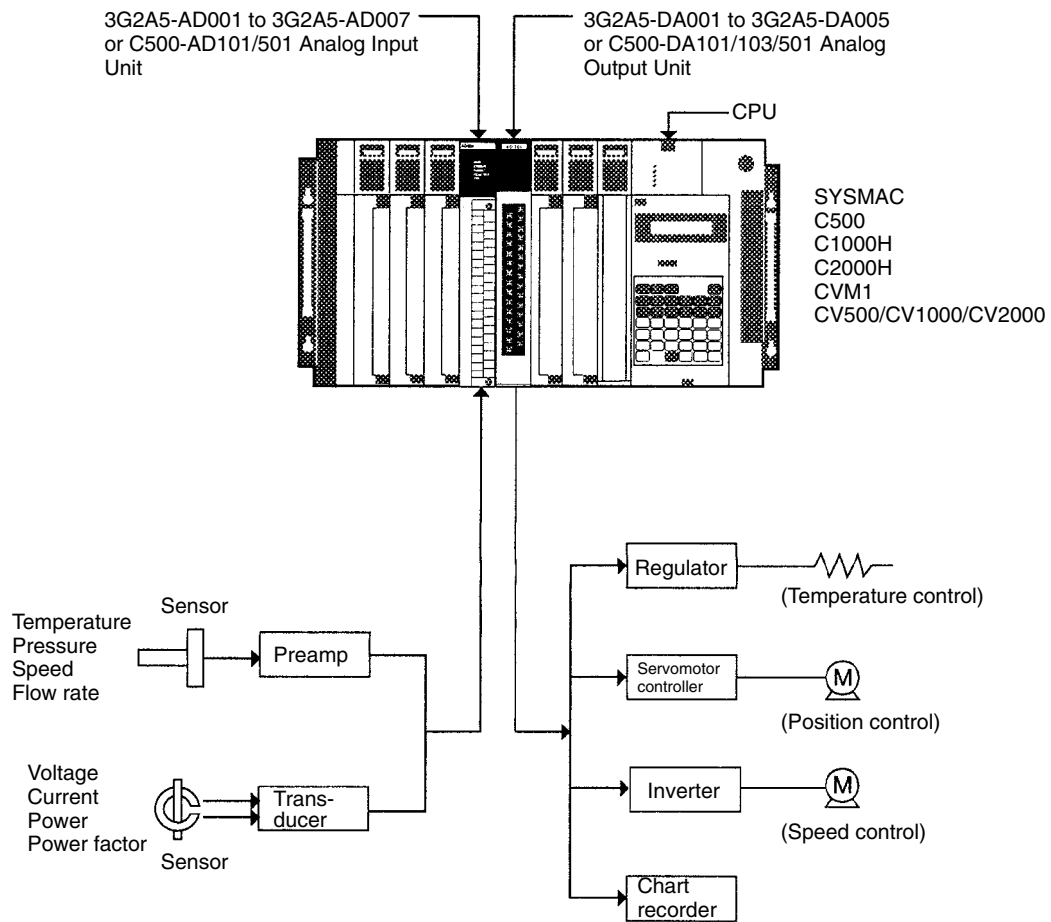 3G2A5-AD001 to 3G2A5-AD007
or C500-AD101/501 Analog Input
Unit
3G2A5-DA001 to 3G2A5-DA005
or C500-DA101/103/501 Analog
Output Unit
CPU
SYSMAC
C500
C1000H
C2000H
CVM1
CV500/CV1000/CV2000
Temperature
Pressure
Speed
Flow rate
Sensor
Preamp
Voltage
Current
Power
Power factor
Sensor
Trans-
ducer
Regulator
(Temperature control)
Servomotor
controller
M
(Position control)
Inverter
M
(Speed control)
Chart
recorder